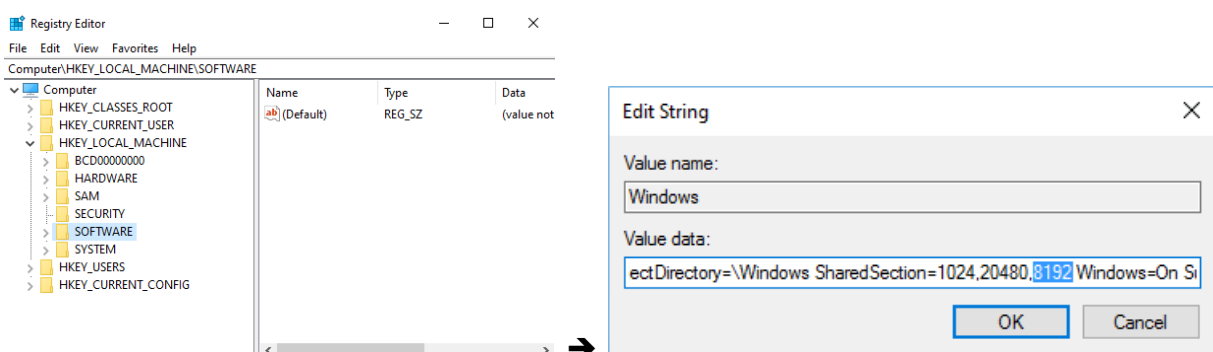 Registry Editor
File Edit View Favorites Help
Computer\HKEY_LOCAL_MACHINE\SOFTWARE
Computer
HKEY_CLASSES_ROOT
HKEY_CURRENT_USER
HKEY_LOCAL_MACHINE
BCD00000000
HARDWARE
SAM
SECURITY
SOFTWARE
SYSTEM
HKEY_USERS
HKEY_CURRENT_CONFIG
Name Type Data
ab (Default) REG_SZ (value not
Edit String
Value name:
Windows
Value data:
ectDirectory=\Windows SharedSection=1024,20480,8192 Windows=On
OK Cancel